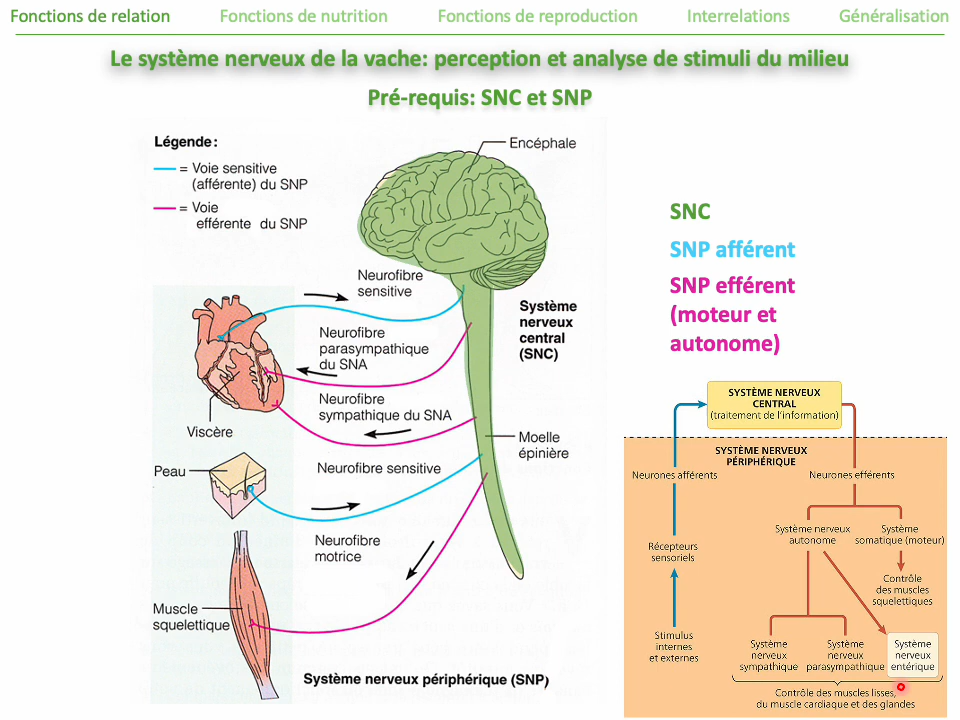 Fonctions de relation Fonctions de nutrition Fonctions de reproduction Interrelations Généralisation
Le système nerveux de la vache: perception et analyse de stimuli du milieu
Pré-requis: SNC et SNP
Légende:
= Voie sensitive
(afférente) du SNP
= Voie
efférente du SNP
Encéphale
Neurofibre
sensitive
Système
nerveux
central
(SNC)
Neurofibre
parasympathique
du SNA
Neurofibre
sympathique du SNA
Viscère
Moelle
épinière
Peau
Neurofibre sensitive
Neurofibre
motrice
Muscle
squelettique
Système nerveux périphérique (SNP)
SNC
SNP afférent
SNP efférent
(moteur et
autonome)
SYSTÈME NERVEUX
CENTRAL
(traitement de l'information)
SYSTÈME NERVEUX
PÉRIPHÉRIQUE
Neurones afférents
Neurones efférents
Système nerveux
autonome
Système
somatique (moteur)
Récepteurs
sensoriels
Contrôle
des muscles
squelettiques
Stimulus
internes
et externes
Système
nerveux
sympathique
Système
nerveux
parasympathique
Système
nerveux
entérique
Contrôle des muscles lisses,
du muscle cardiaque et des glandes